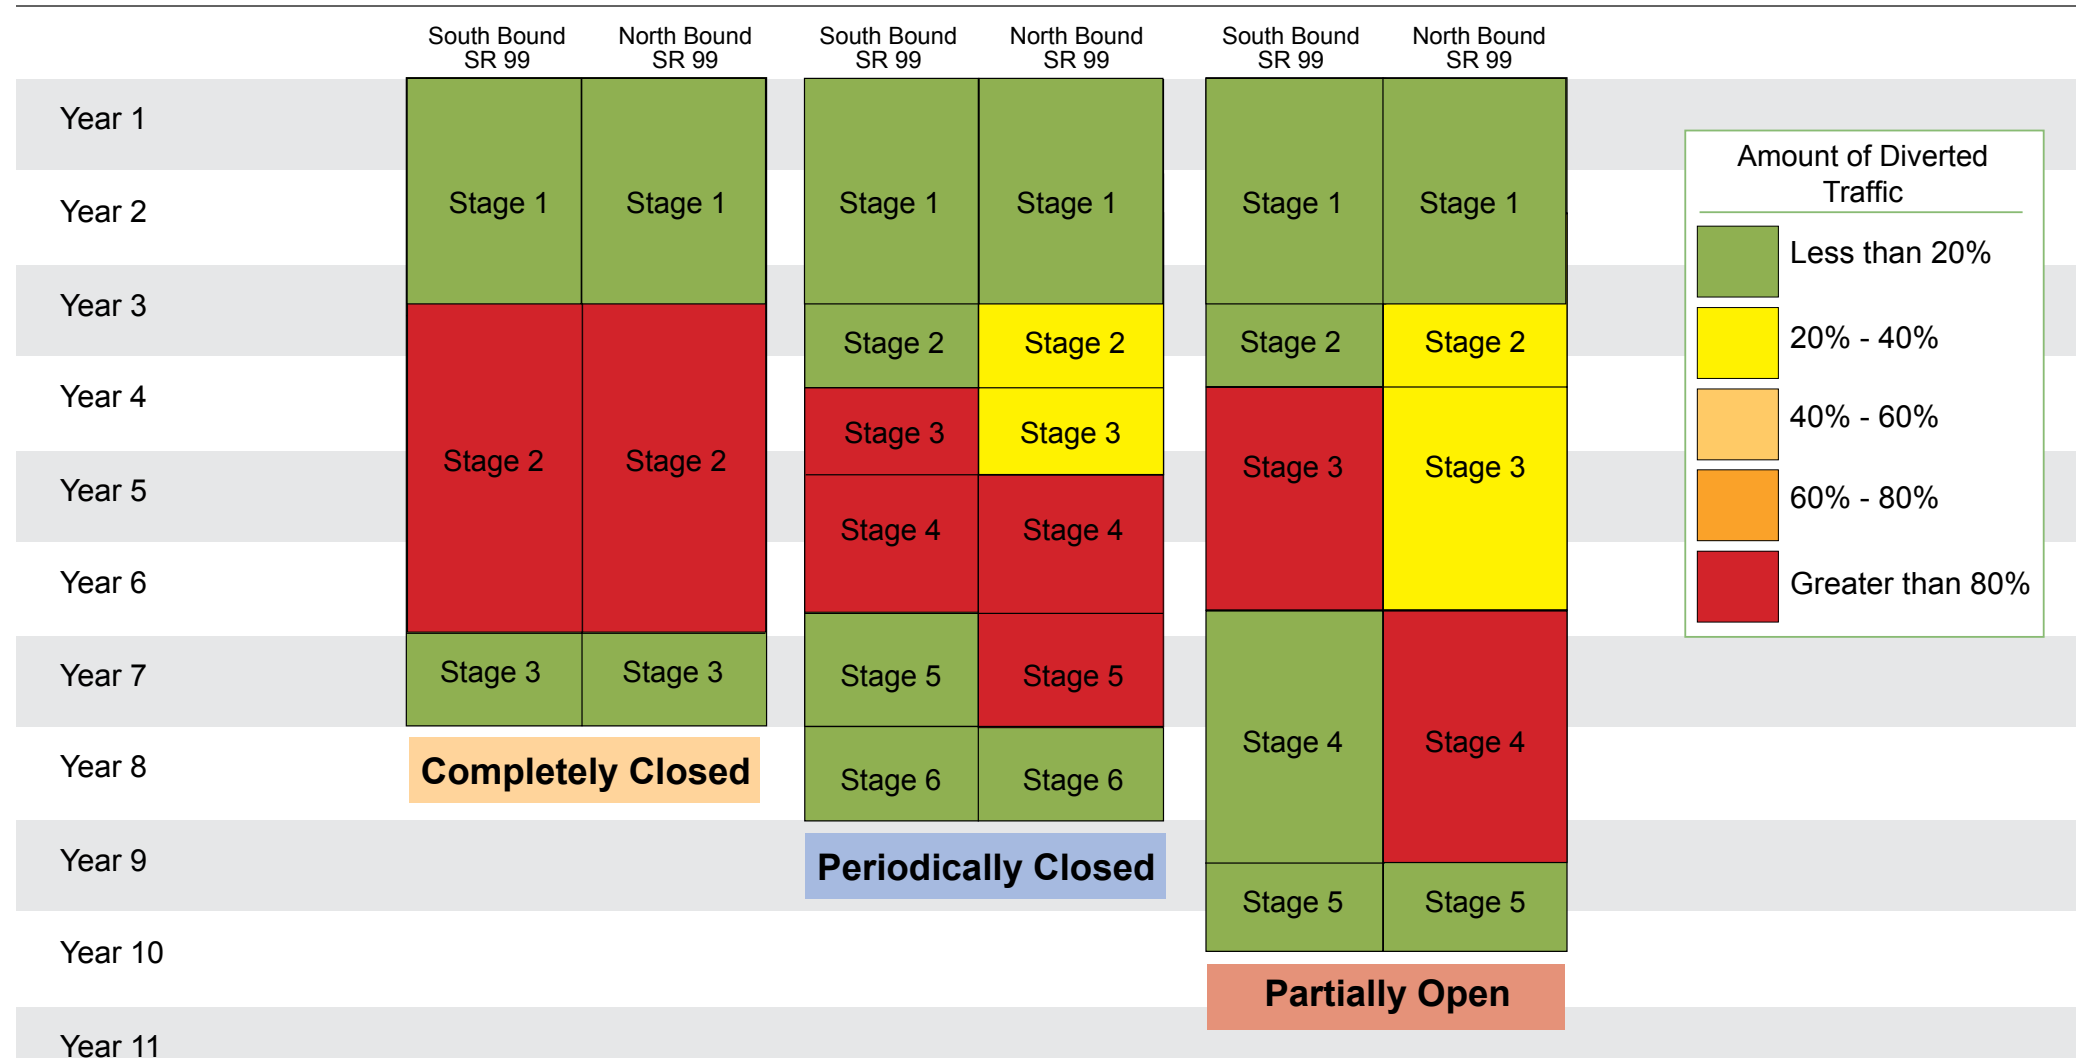 South Bound
SR 99
North Bound
SR 99
South Bound
SR 99
North Bound
SR 99
South Bound
SR 99
North Bound
SR 99
Year 1
Year 2
Year 3
Year 4
Year 5
Year 6
Year 7
Year 8
Year 9
Year 10
Year 11
Stage 1
Stage 1
Stage 2
Stage 2
Stage 3
Stage 3
Completely Closed
Stage 1
Stage 1
Stage 2
Stage 2
Stage 3
Stage 3
Stage 4
Stage 4
Stage 5
Stage 5
Stage 6
Stage 6
Periodically Closed
Stage 1
Stage 1
Stage 2
Stage 2
Stage 3
Stage 3
Stage 4
Stage 4
Stage 5
Stage 5
Partially Open
Amount of Diverted
Traffic
Less than 20%
20% - 40%
40% - 60%
60% - 80%
Greater than 80%